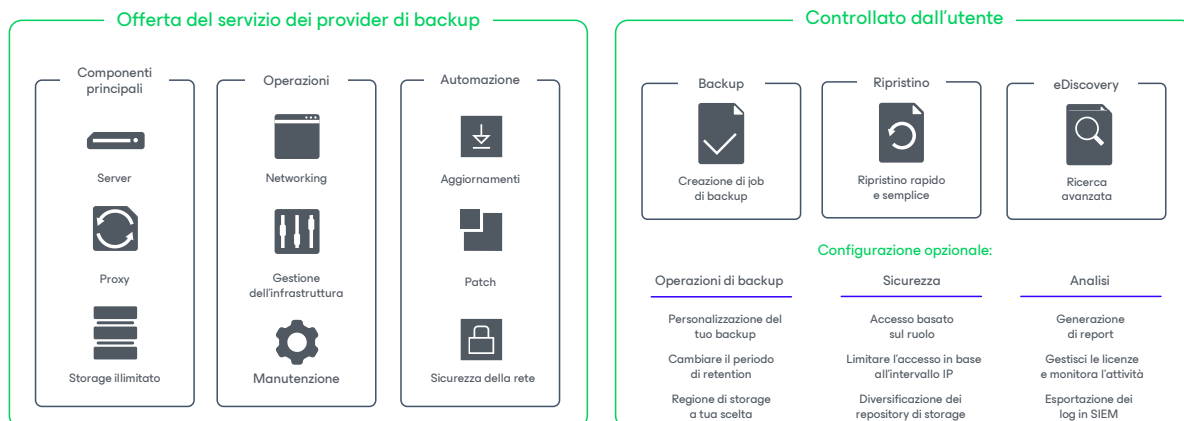 Offerta del servizio dei provider di backup
Componenti
principali
Server
Proxy
Storage illimitato
Operazioni
Networking
Gestione
dell'infrastruttura
Manutenzione
Automazione
Aggiornamenti
Patch
Sicurezza della rete
Controllato dall'utente
Backup
Creazione di job
di backup
Ripristino
Ripristino rapido
e semplice
eDiscovery
Ricerca
avanzata
Configurazione opzionale:
Operazioni di backup
Personalizzazione del
tuo backup
Cambiare il periodo
di retention
Regione di storage
a tua scelta
Sicurezza
Accesso basato
sul ruolo
Limitare l'accesso in base
all'intervallo IP
Diversificazione dei
repository di storage
Analisi
Generazione
di report
Gestisci le licenze
e monitora l'attività
Esportazione dei
log in SIEM